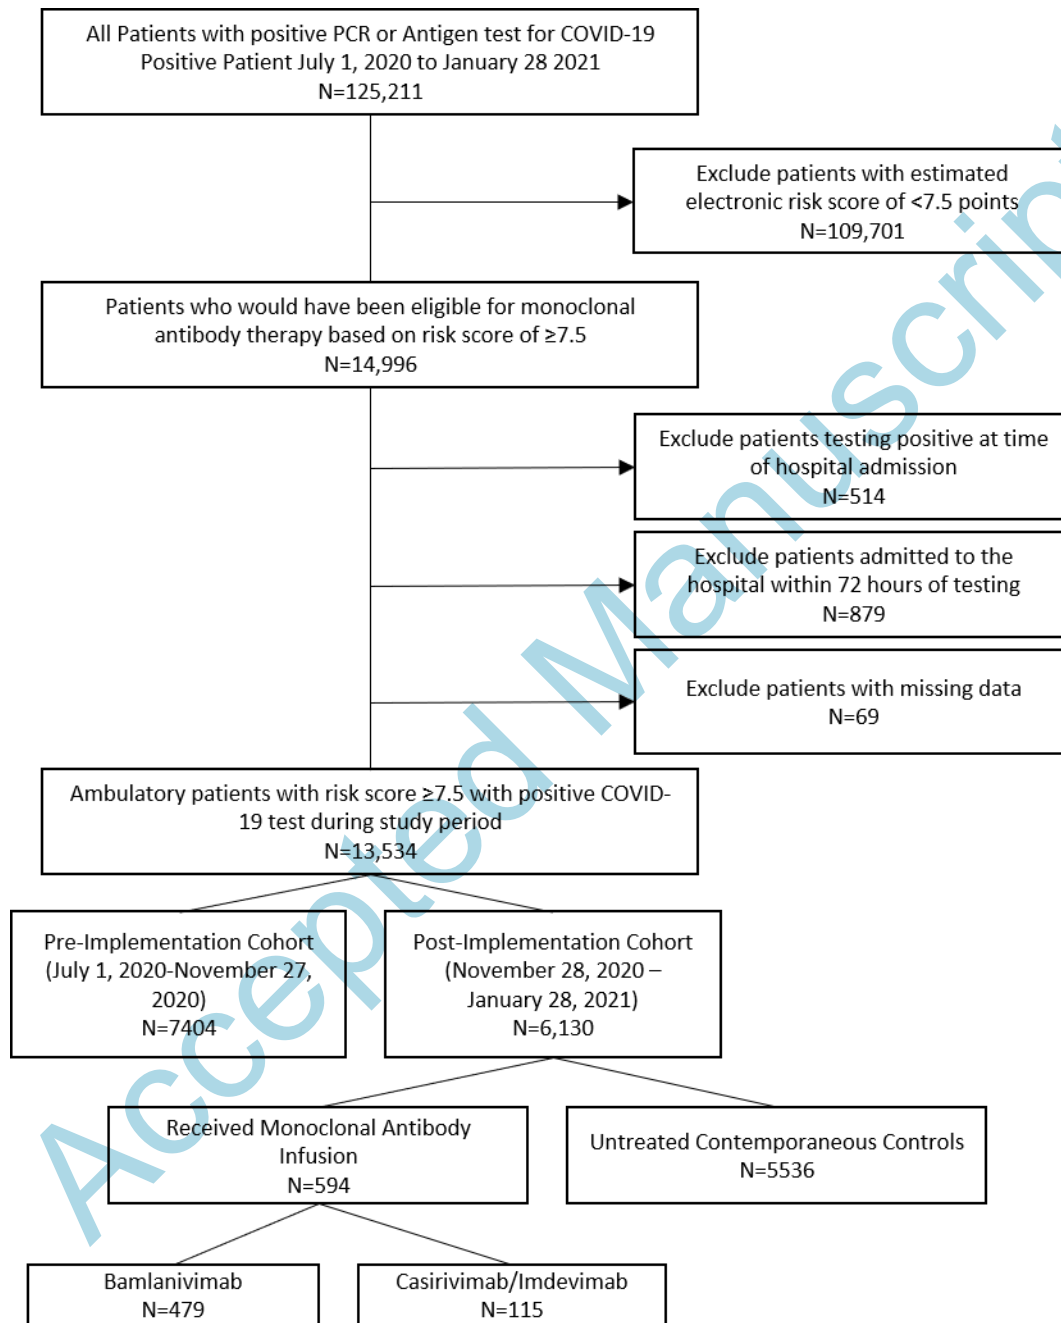 All Patients with positive PCR or Antigen test for COVID-19
Positive Patient July 1, 2020 to January 28 2021
N=125,211
Exclude patients with estimated
electronic risk score of <7.5 points
N=109,701
Patients who would have been eligible for monoclonal
antibody therapy based on risk score of ≥7.5
N=14,996
Exclude patients testing positive at time
of hospital admission
N=514
Exclude patients admitted to the
hospital within 72 hours of testing
N=879
Exclude patients with missing data
N=69
Ambulatory patients with risk score ≥7.5 with positive COVID-
19 test during study period
N=13,534
Pre-Implementation Cohort
(July 1, 2020-November 27,
2020)
N=7404
Post-Implementation Cohort
(November 28, 2020 –
January 28, 2021)
N=6,130
Received Monoclonal Antibody
Infusion
N=594
Untreated Contemporaneous Controls
N=5536
Bamlanivimab
N=479
Casirivimab/Imdevimab
N=115
Accepted Manuscript